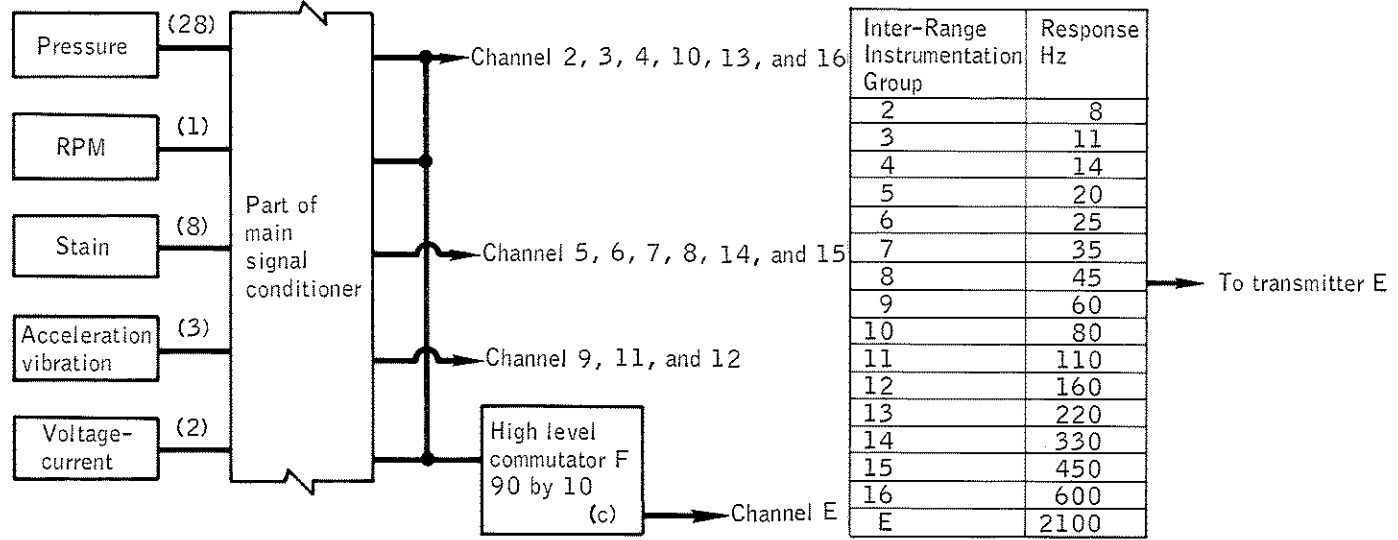 Pressure
(28)
RPM
(1)
Stain
(8)
Acceleration
vibration
(3)
Voltage-
current
(2)
Part of
main
signal
conditioner
Channel 2, 3, 4, 10, 13, and 16
Channel 5, 6, 7, 8, 14, and 15
Channel 9, 11, and 12
High level
commutator F
90 by 10
(c)
Channel E
Inter-Range
Instrumentation
Group
Response
Hz
2 8
3 11
4 14
5 20
6 25
7 35
8 45
9 60
10 80
11 110
12 160
13 220
14 330
15 450
16 600
E 2100
To transmitter E